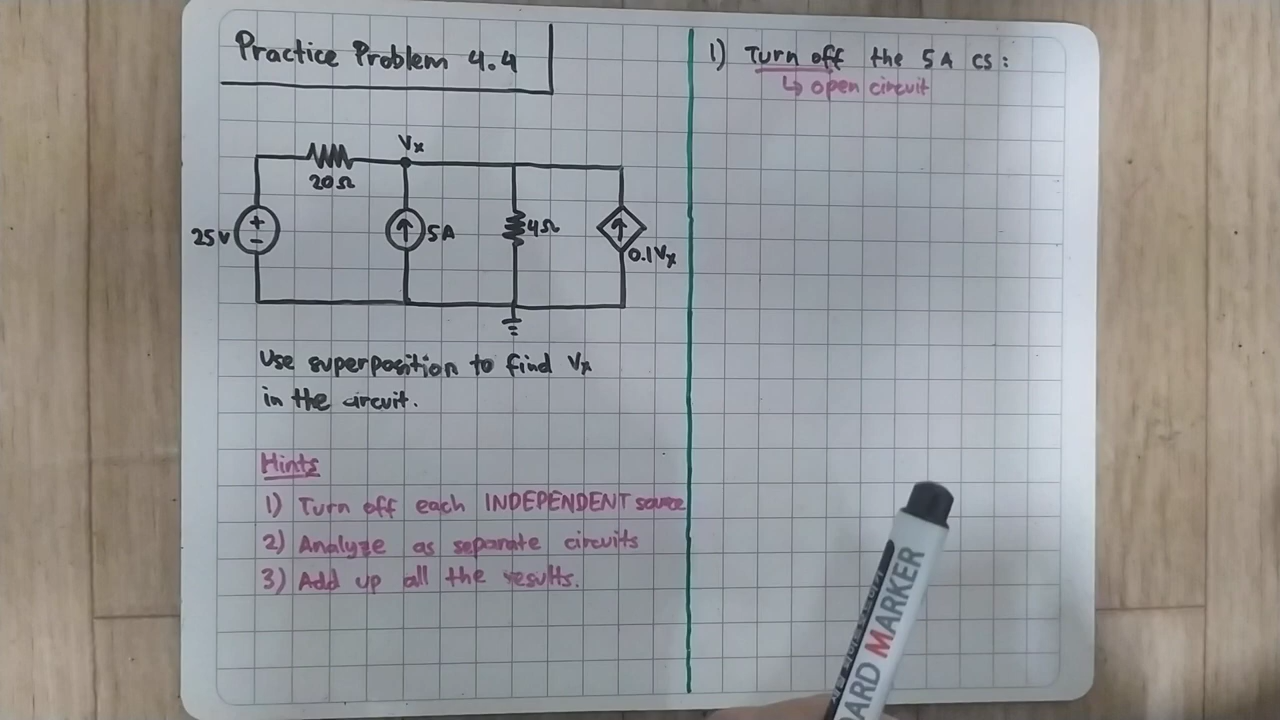 Practice Problem 4.4
Vx
20Ω
25V
+
-
5A
4Ω
0.1Vx
Use superposition to find Vx
in the circuit.
Hints
1) Turn off each INDEPENDENT source
2) Analyze as separate circuits
3) Add up all the results.
1) Turn off the 5A cs:
↳ open circuit
ARD MARKER